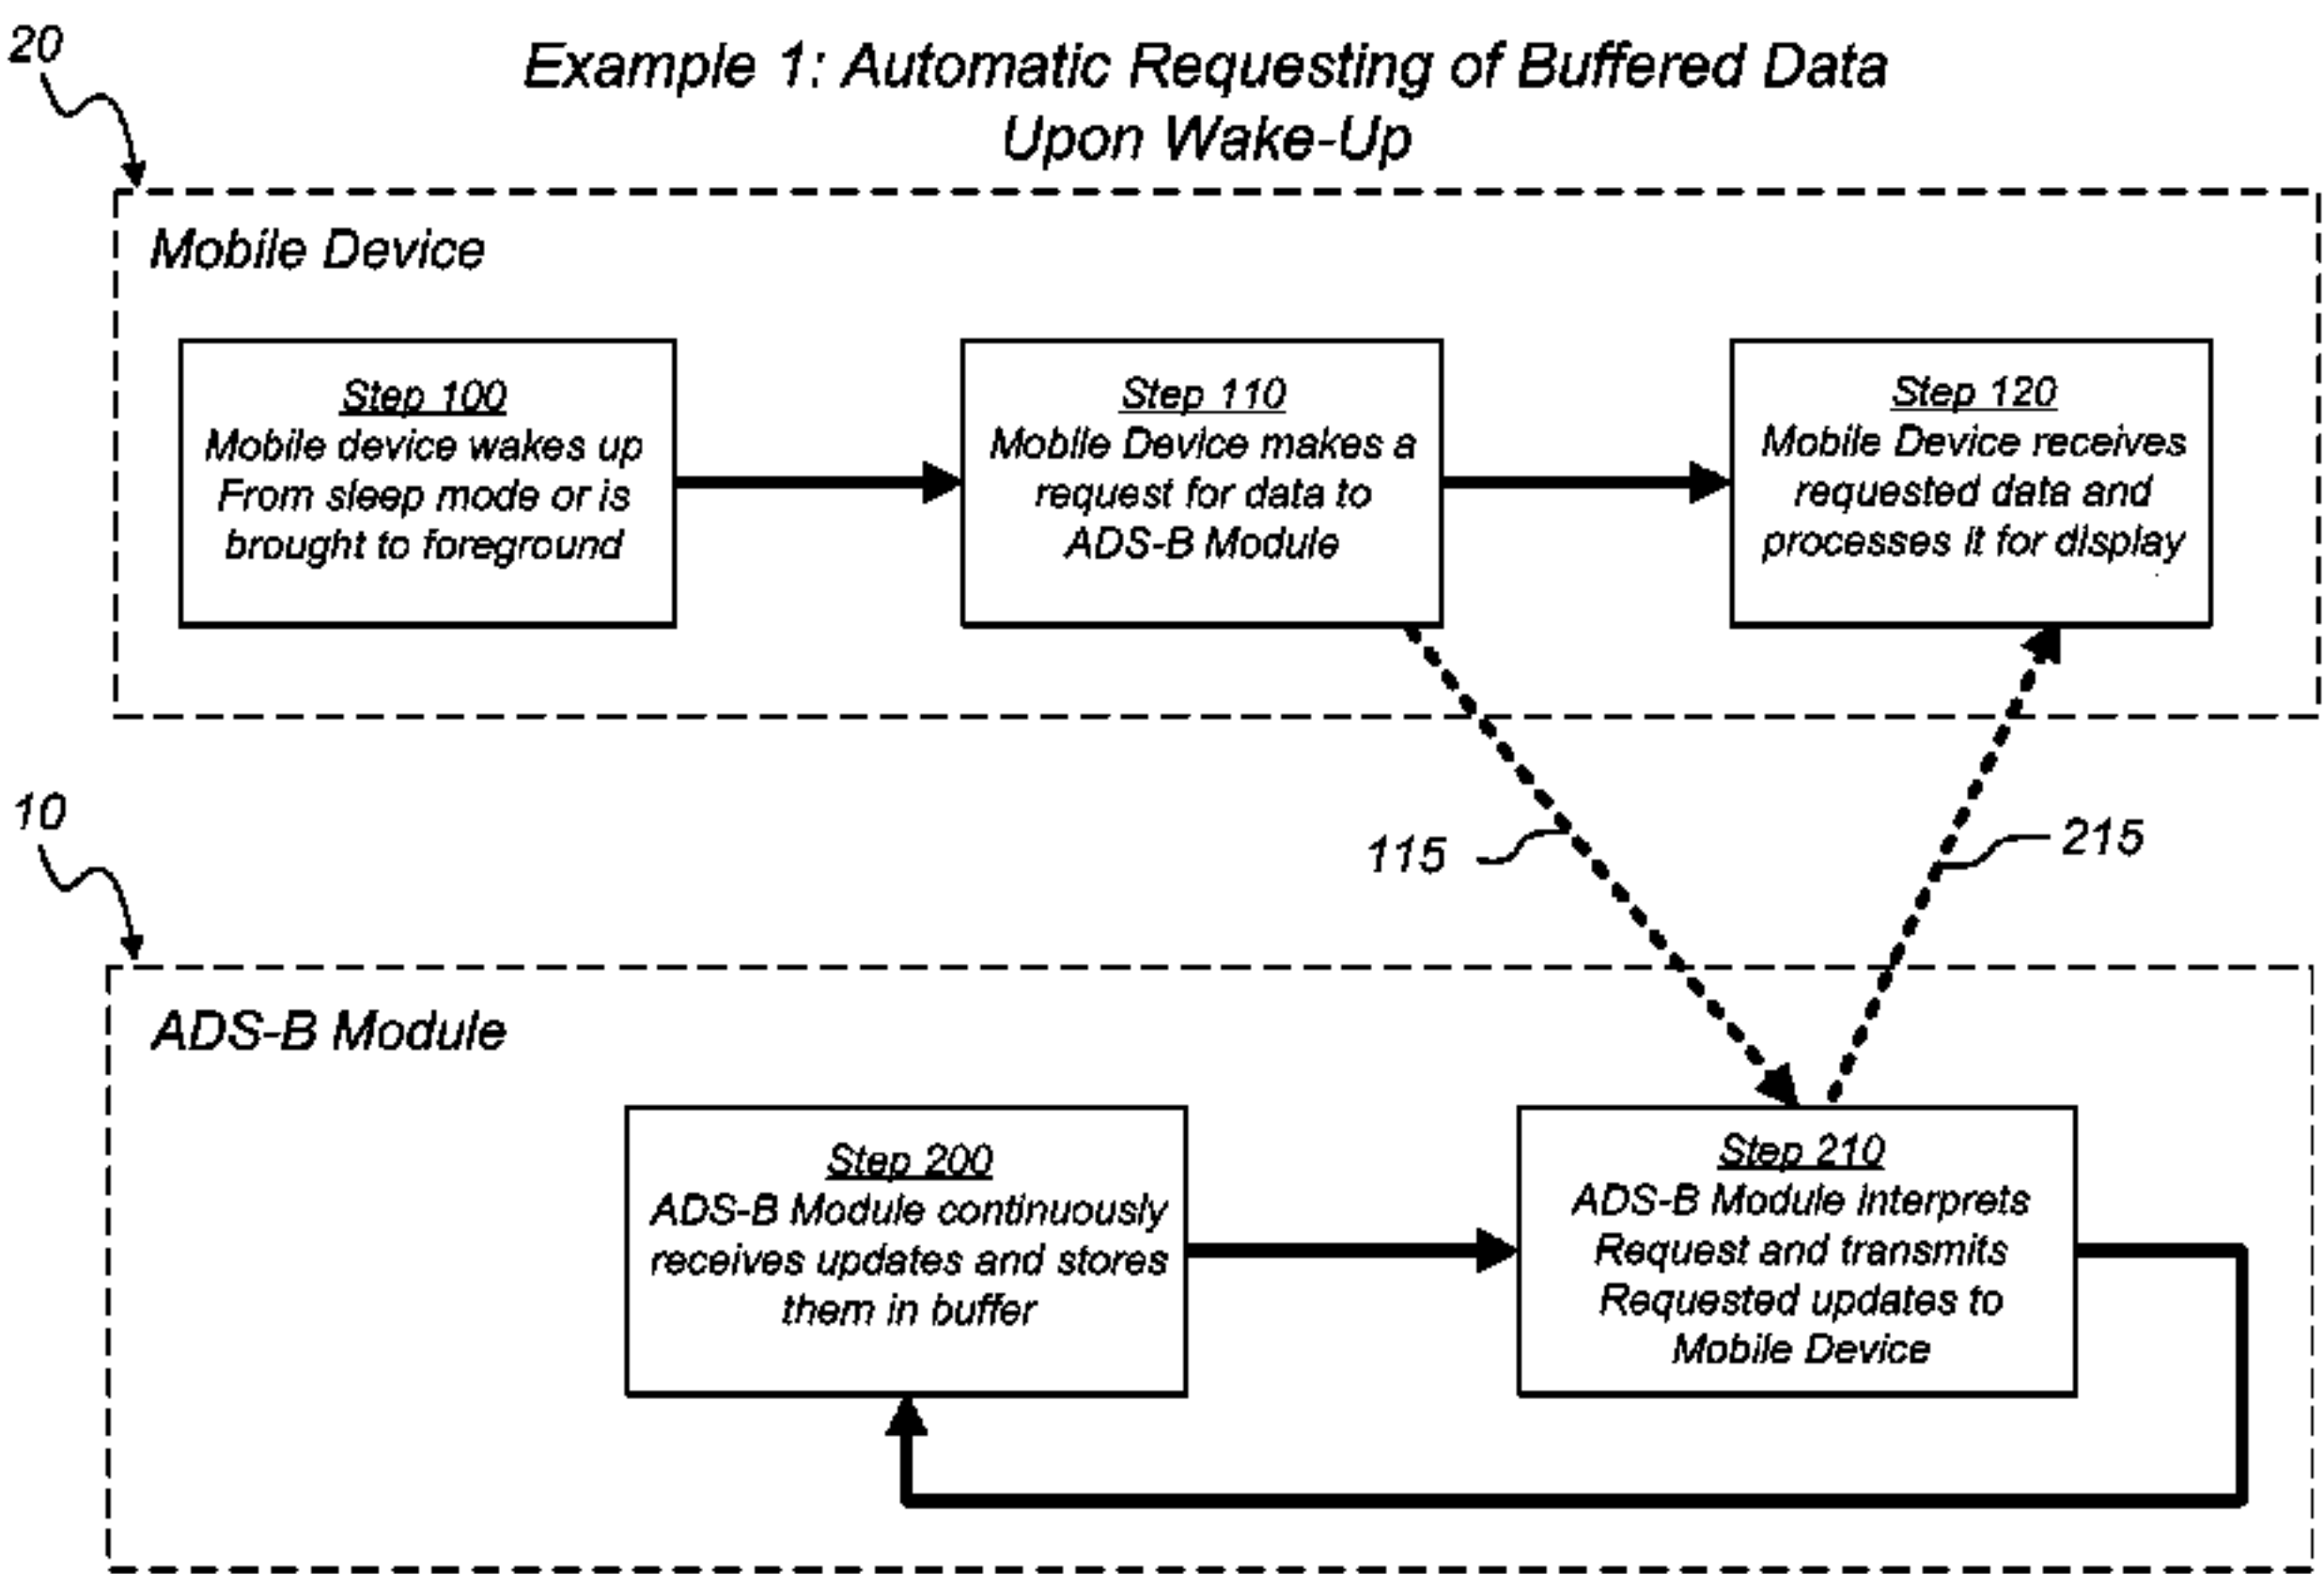 20
Example 1: Automatic Requesting of Buffered Data
Upon Wake-Up
Mobile Device
Step 100
Mobile device wakes up
From sleep mode or is
brought to foreground
Step 110
Mobile Device makes a
request for data to
ADS-B Module
Step 120
Mobile Device receives
requested data and
processes it for display
10
115
215
ADS-B Module
Step 200
ADS-B Module continuously
receives updates and stores
them in buffer
Step 210
ADS-B Module interprets
Request and transmits
Requested updates to
Mobile Device